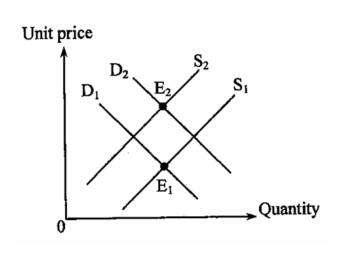 Unit price
D₂
S₂
E₂
D₁
S₁
E₁
Quantity
0